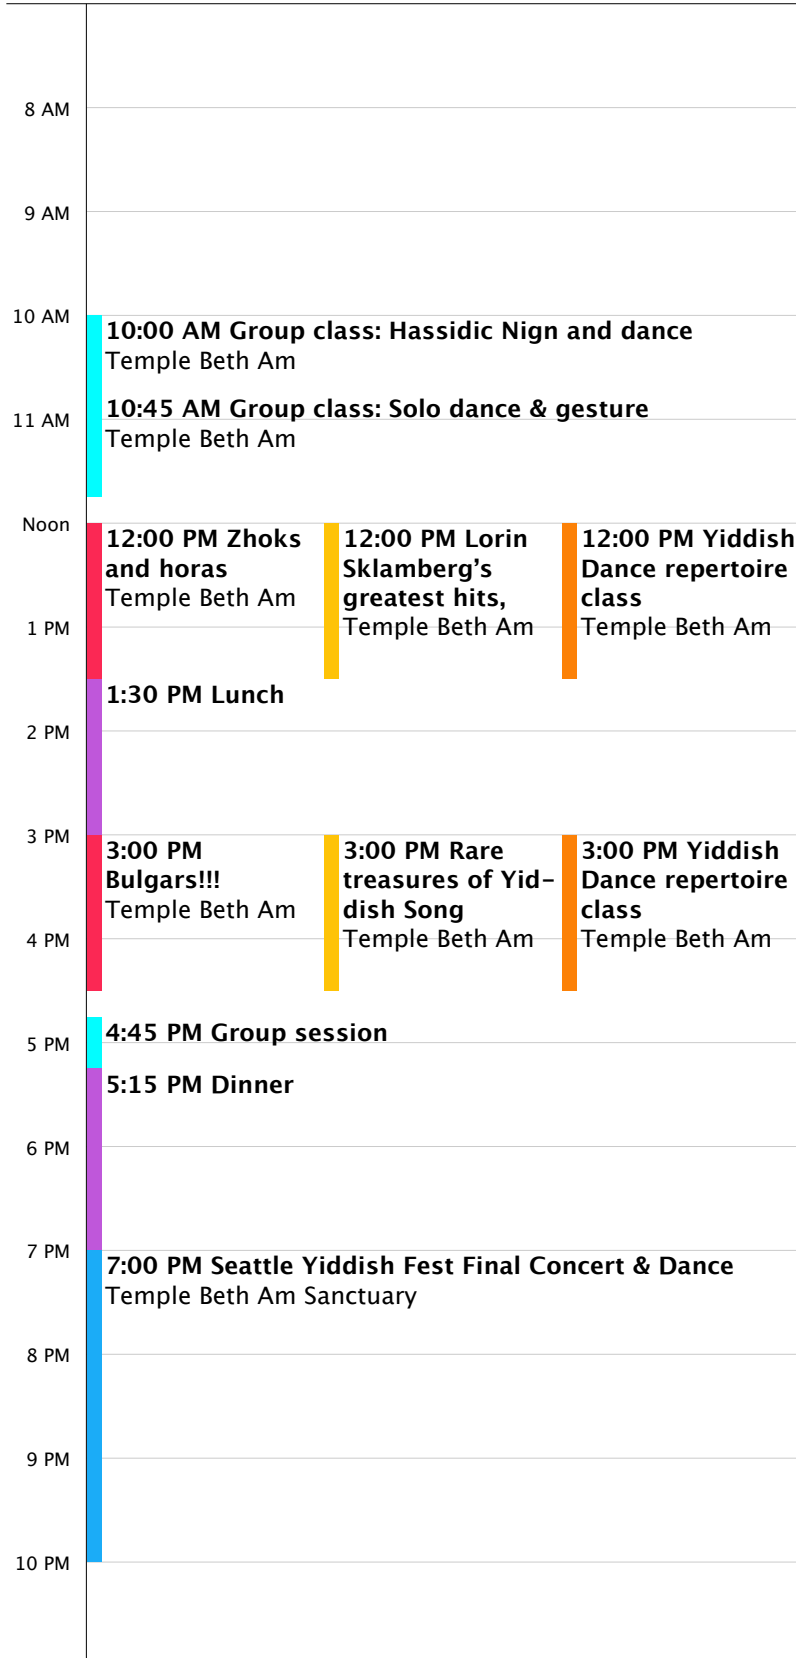 8 AM
9 AM
10 AM
10:00 AM Group class: Hassidic Nign and dance
Temple Beth Am
10:45 AM Group class: Solo dance & gesture
11 AM
Temple Beth Am
Noon
12:00 PM Zhoks
and horas
Temple Beth Am
12:00 PM Lorin
Sklamberg’s
greatest hits,
Temple Beth Am
12:00 PM Yiddish
Dance repertoire
class
Temple Beth Am
1 PM
1:30 PM Lunch
2 PM
3 PM
3:00 PM
Bulgars!!!
Temple Beth Am
3:00 PM Rare
treasures of Yid-
dish Song
Temple Beth Am
3:00 PM Yiddish
Dance repertoire
class
Temple Beth Am
4 PM
4:45 PM Group session
5 PM
5:15 PM Dinner
6 PM
7 PM
7:00 PM Seattle Yiddish Fest Final Concert & Dance
Temple Beth Am Sanctuary
8 PM
9 PM
10 PM